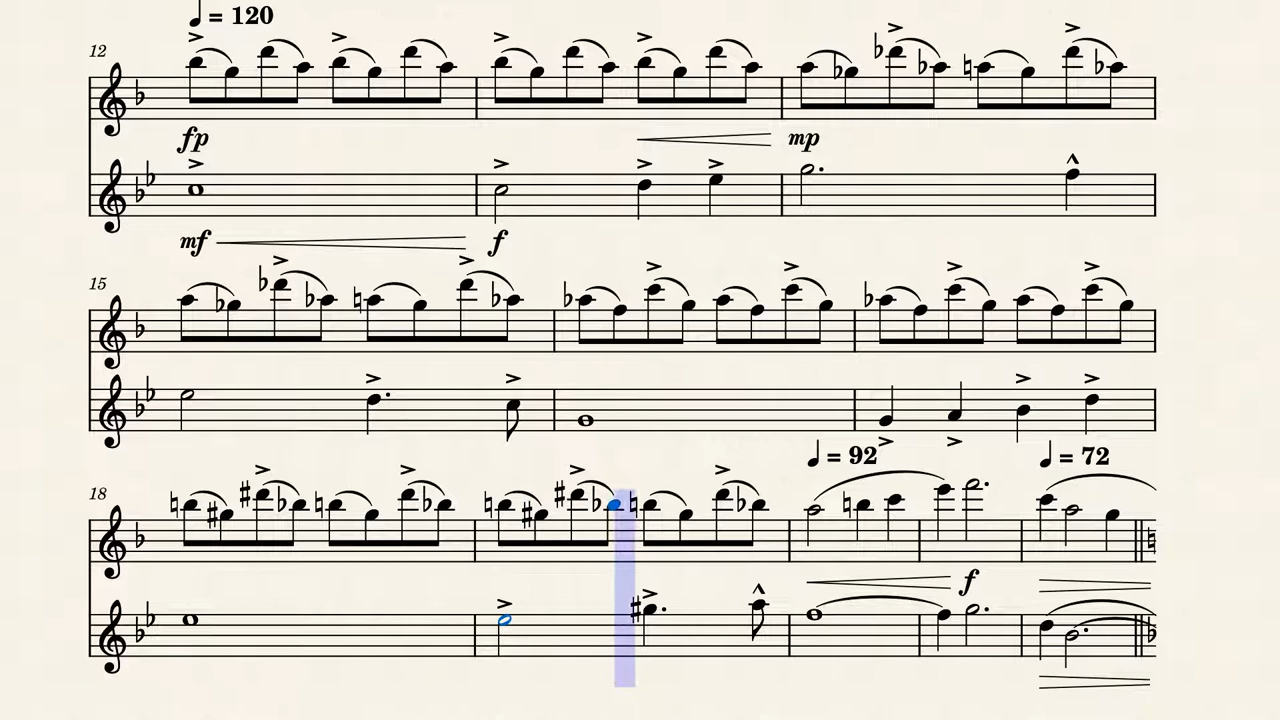 = 120
12
fp
mp
mf
f
15
= 92
= 72
18
f